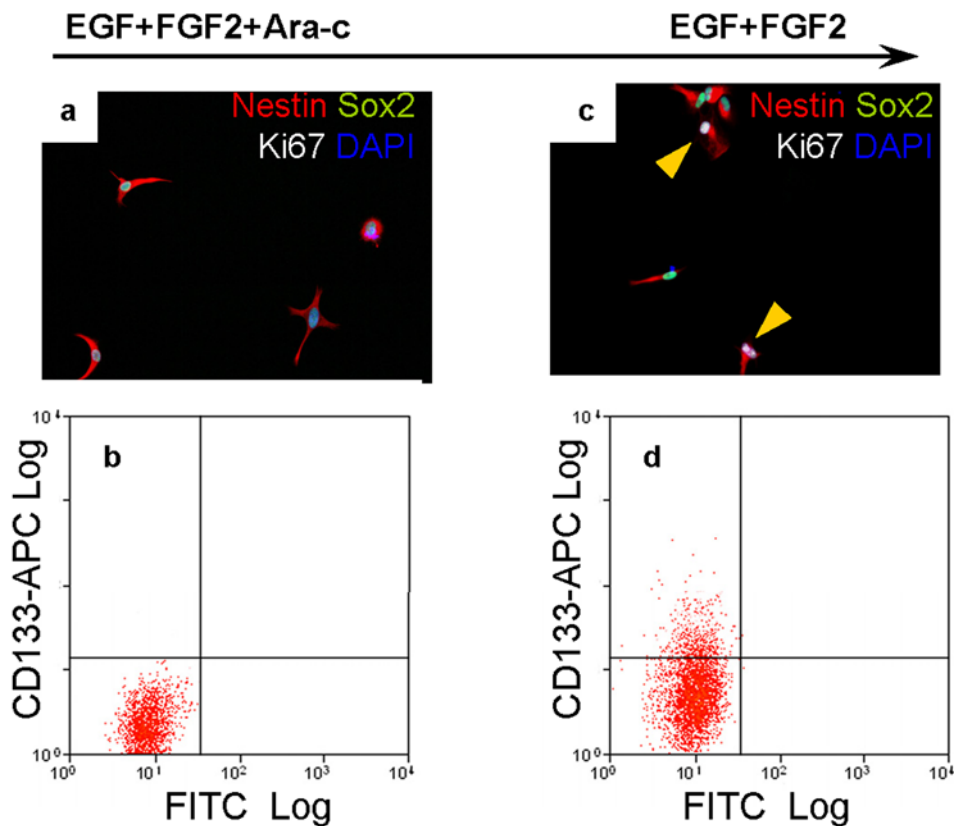 EGF+FGF2+Ara-c
EGF+FGF2
a
Nestin Sox2
Ki67 DAPI
c
Nestin Sox2
Ki67 DAPI
b
CD133-APC Log
10⁴
10⁰
10⁰ 10¹ 10² 10³ 10⁴
FITC Log
d
CD133-APC Log
10⁴
10⁰
10⁰ 10¹ 10² 10³ 10⁴
FITC Log